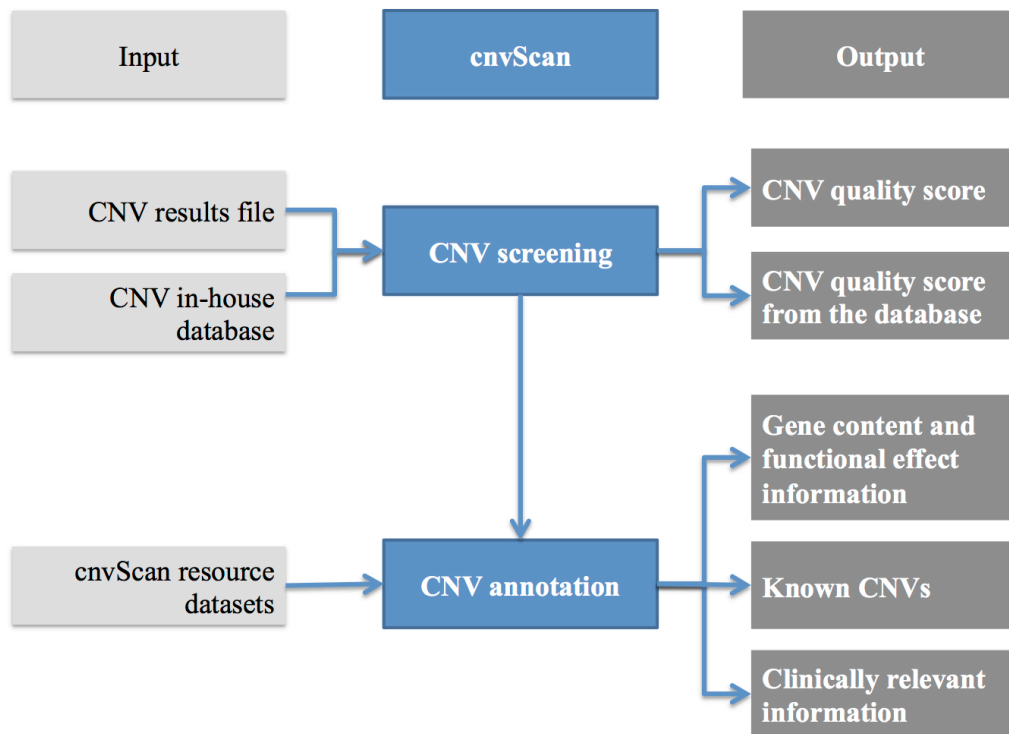 Input
cnvScan
Output
CNV results file
CNV in-house
database
CNV screening
CNV quality score
CNV quality score
from the database
cnvScan resource
datasets
CNV annotation
Gene content and
functional effect
information
Known CNVs
Clinically relevant
information